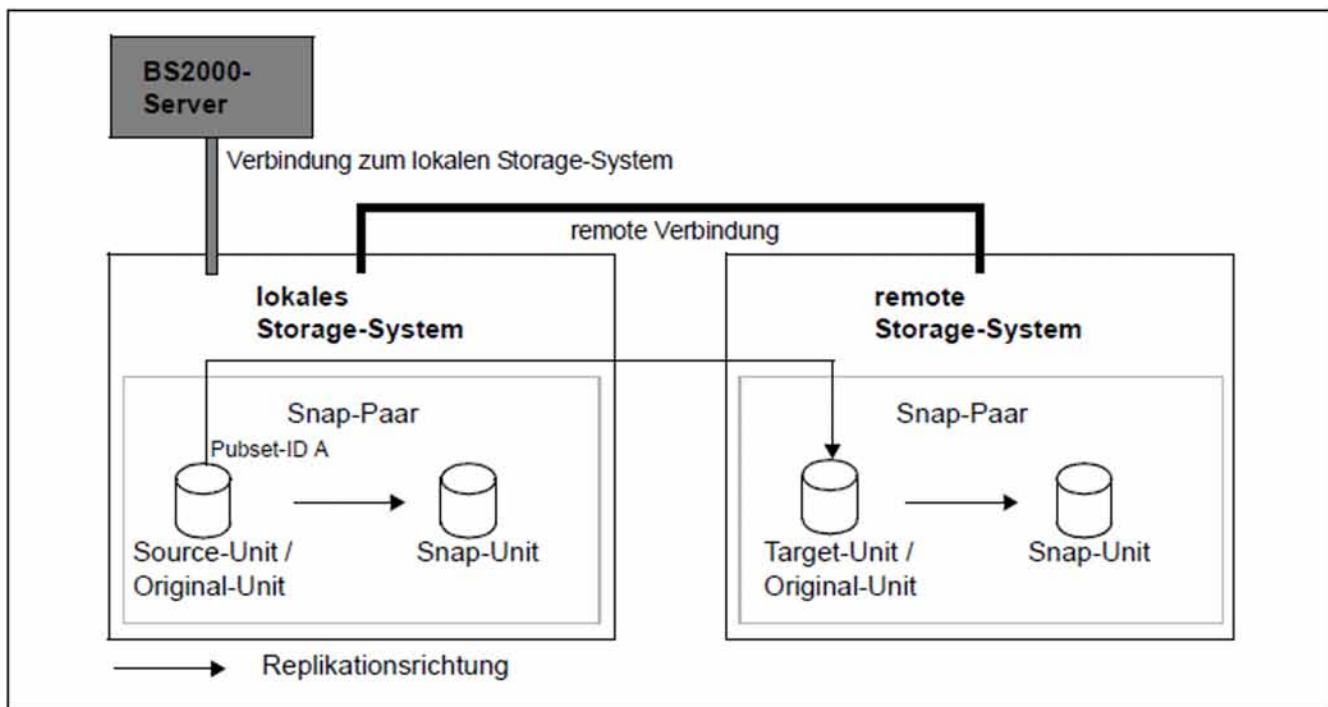 BS2000-
Server
Verbindung zum lokalen Storage-System
remote Verbindung
lokales
Storage-System
remote
Storage-System
Snap-Paar
Snap-Paar
Pubset-ID A
Source-Unit /
Original-Unit
Snap-Unit
Target-Unit /
Original-Unit
Snap-Unit
Replikationsrichtung